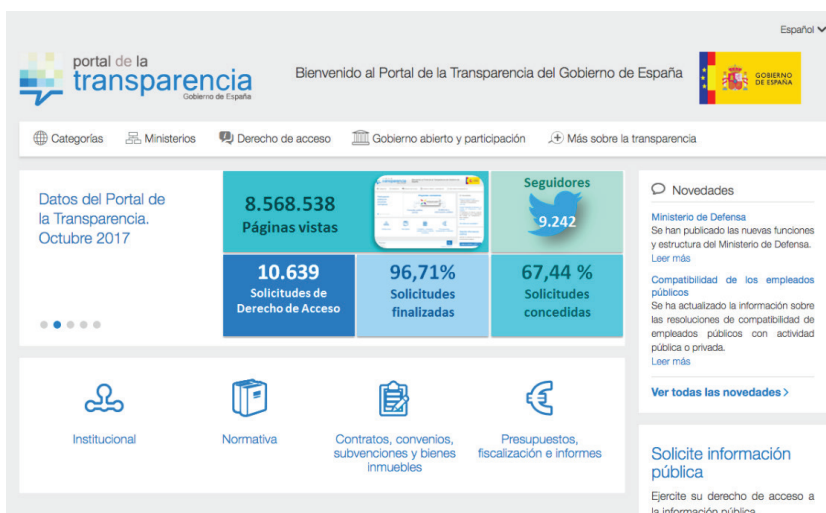 Español
portal de la
transparencia
Gobierno de España
Bienvenido al Portal de la Transparencia del Gobierno de España
GOBIERNO
DE ESPAÑA
Categorías
Ministerios
Derecho de acceso
Gobierno abierto y participación
Más sobre la transparencia
Datos del Portal de
la Transparencia.
Octubre 2017
8.568.538
Páginas vistas
Seguidores
9.242
10.639
Solicitudes de
Derecho de Acceso
96,71%
Solicitudes
finalizadas
67,44 %
Solicitudes
concedidas
Novedades
Ministerio de Defensa
Se han publicado las nuevas funciones
y estructura del Ministerio de Defensa.
Leer más
Compatibilidad de los empleados
públicos
Se ha actualizado la información sobre
las resoluciones de compatibilidad de
empleados públicos con actividad
pública o privada.
Leer más
Ver todas las novedades >
Institucional
Normativa
Contratos, convenios,
subvenciones y bienes
inmuebles
Presupuestos,
fiscalización e informes
Solicite información
pública
Ejercite su derecho de acceso a
la información pública